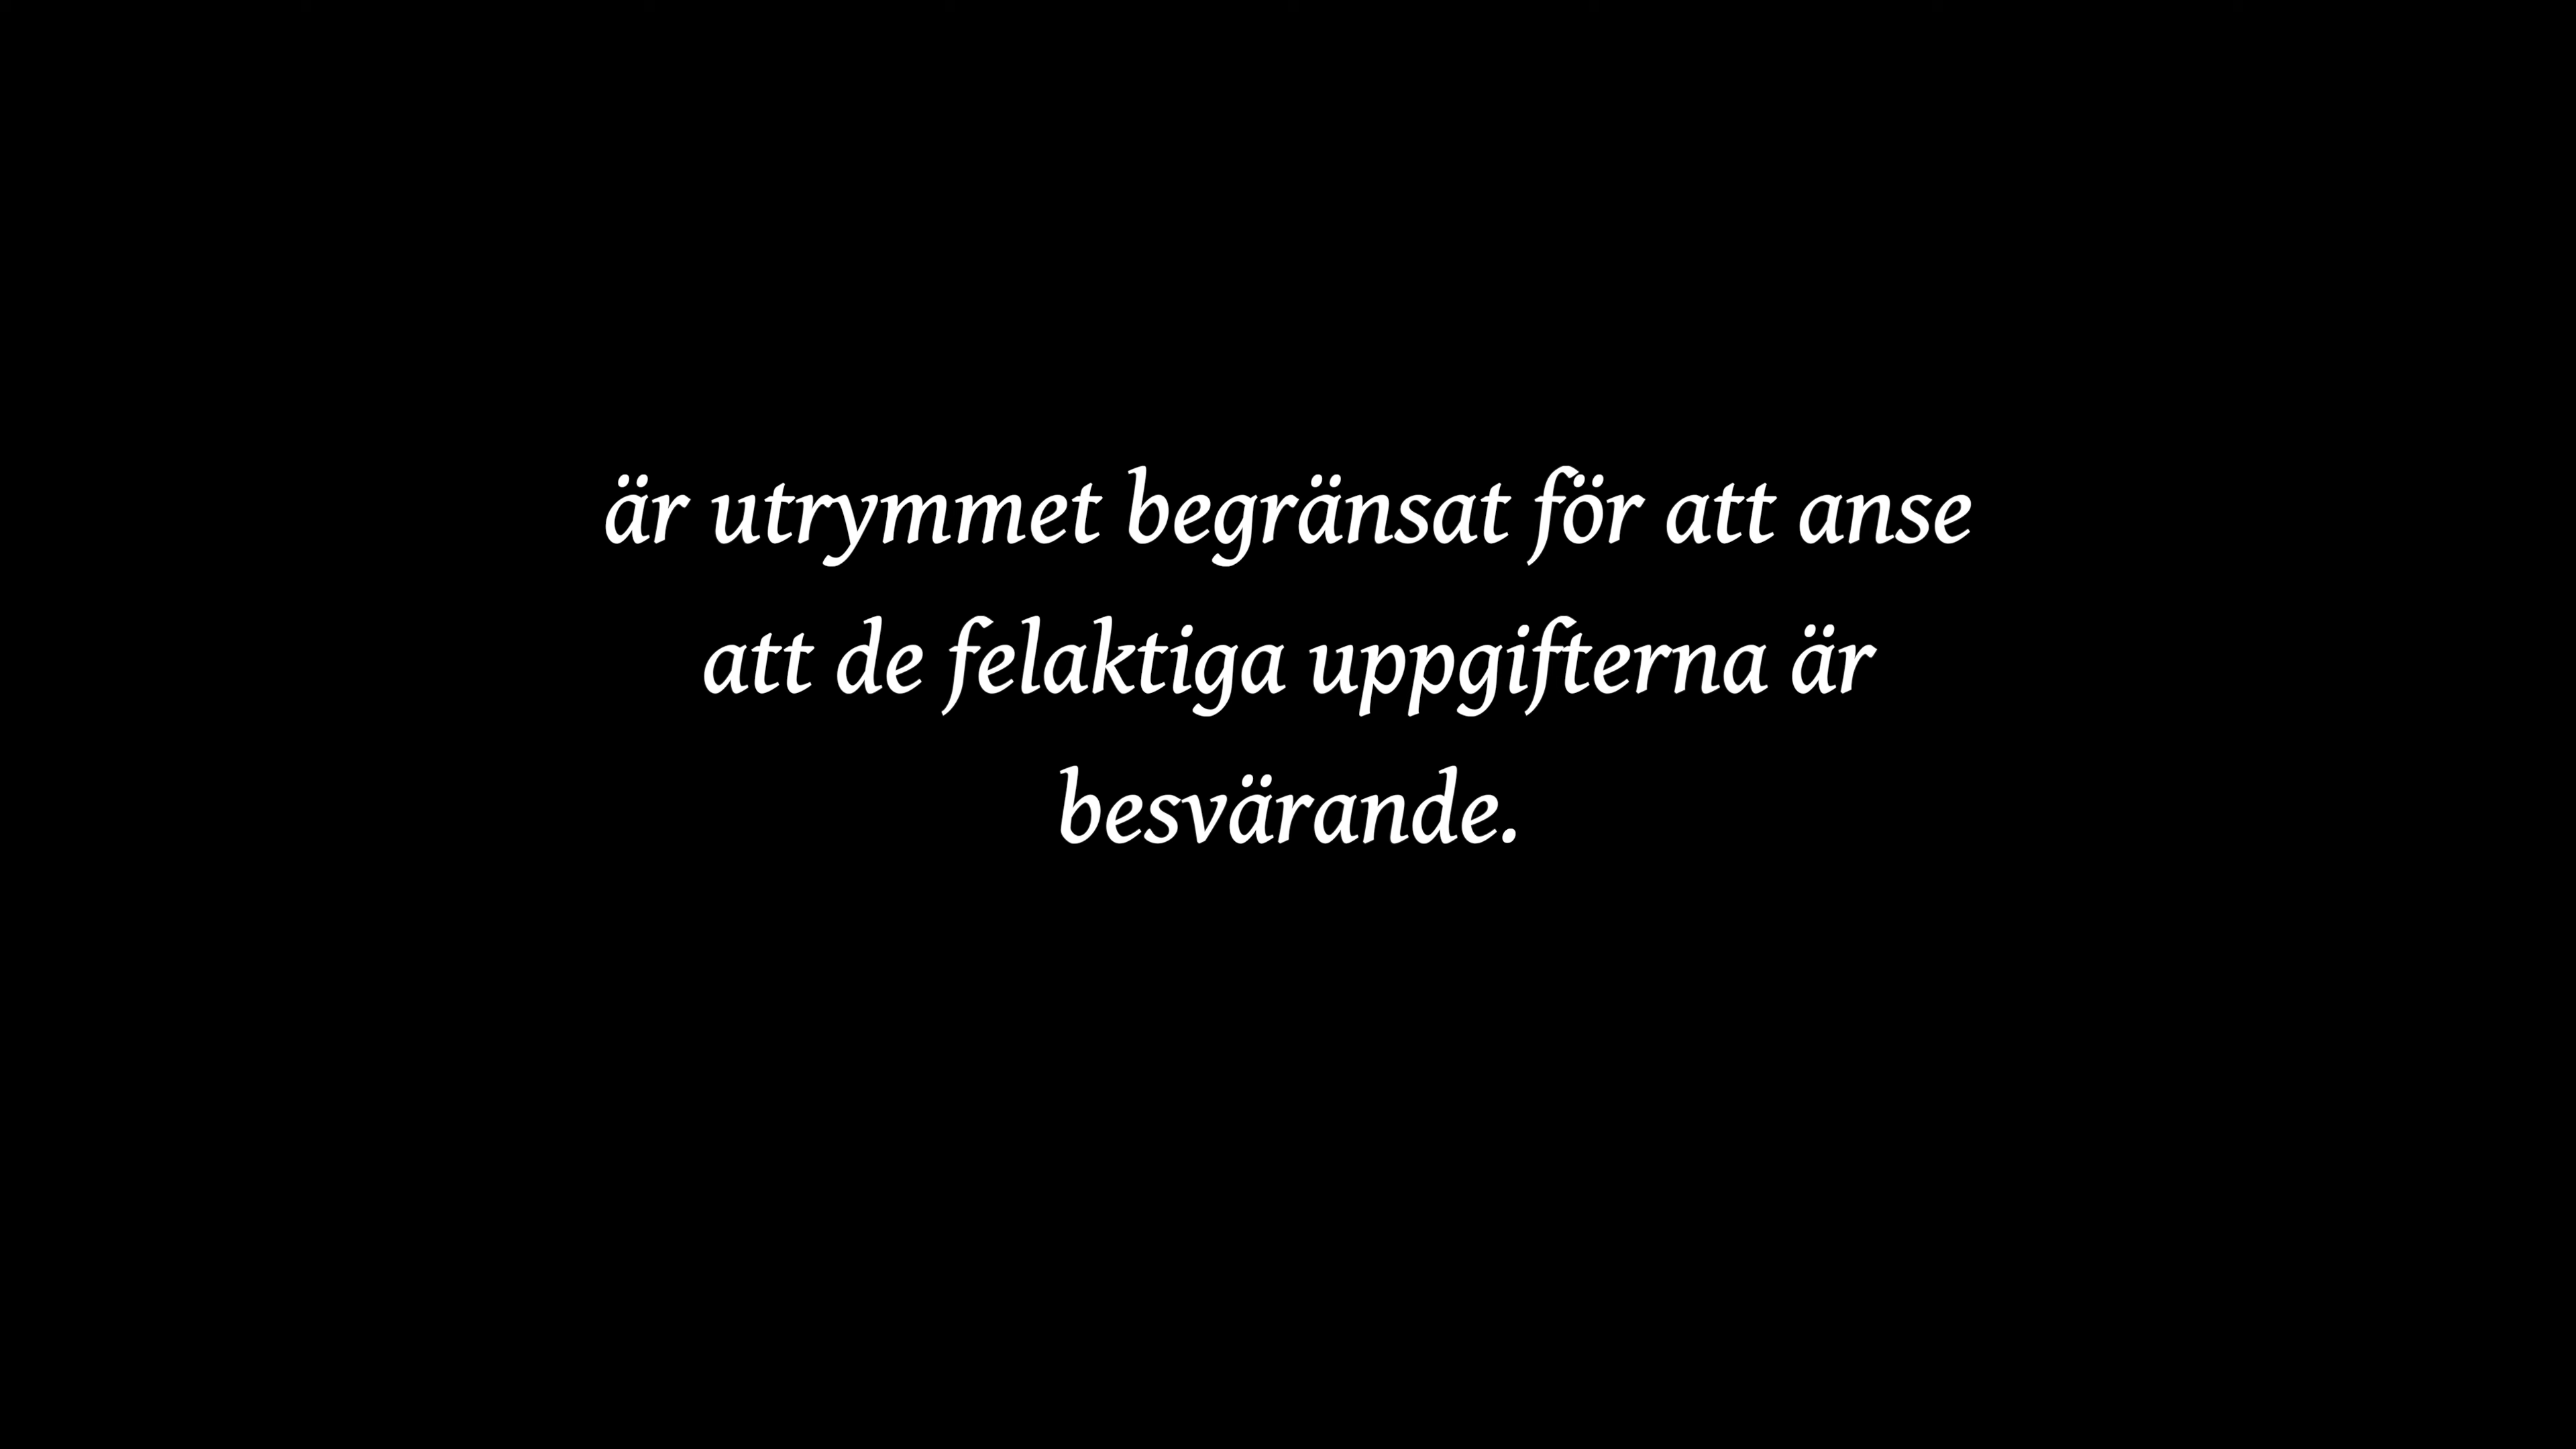 är utrymmet begränsat för att anse
att de felaktiga uppgifterna är
besvärande.